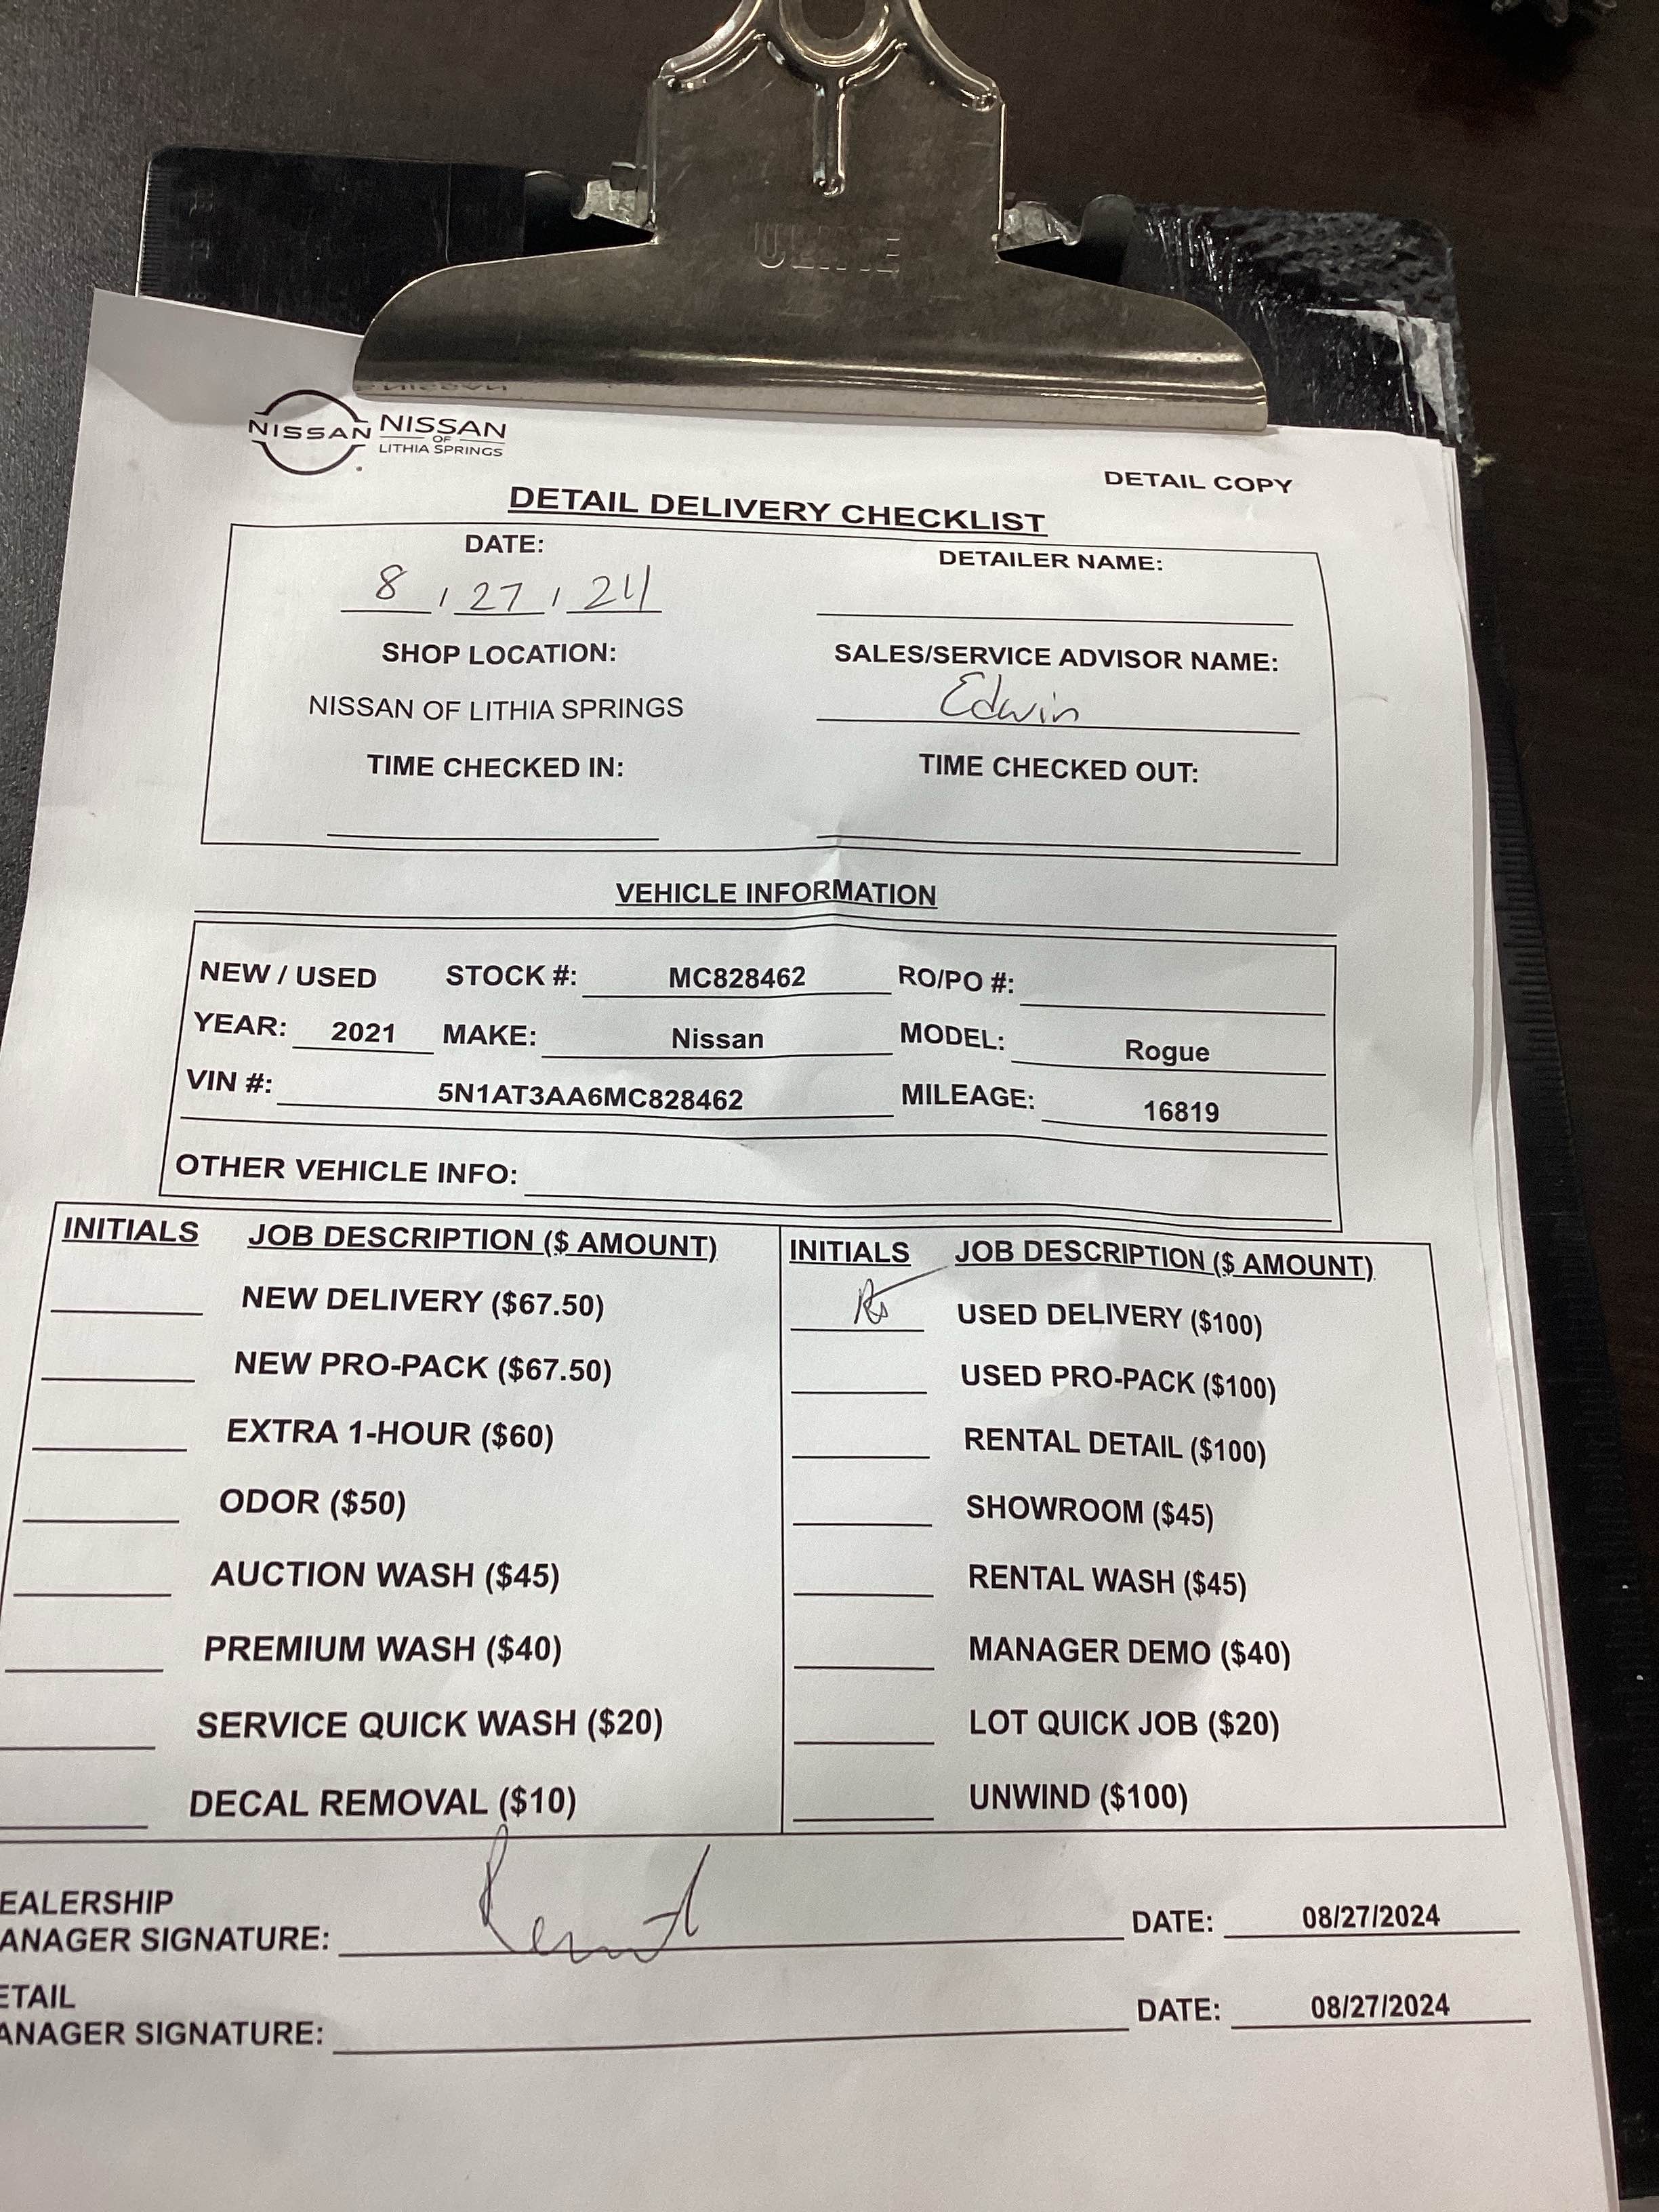 NISSAN NISSAN
OF
LITHIA SPRINGS
DETAIL COPY
DETAIL DELIVERY CHECKLIST
DATE: DETAILER NAME:
8 / 27 / 24
SHOP LOCATION: SALES/SERVICE ADVISOR NAME:
NISSAN OF LITHIA SPRINGS Edwin
TIME CHECKED IN: TIME CHECKED OUT:
VEHICLE INFORMATION
NEW / USED STOCK #: MC828462 RO/PO #:
YEAR: 2021 MAKE: Nissan MODEL: Rogue
VIN #: 5N1AT3AA6MC828462 MILEAGE: 16819
OTHER VEHICLE INFO:
INITIALS JOB DESCRIPTION ($ AMOUNT) INITIALS JOB DESCRIPTION ($ AMOUNT)
NEW DELIVERY ($67.50) USED DELIVERY ($100)
NEW PRO-PACK ($67.50) USED PRO-PACK ($100)
EXTRA 1-HOUR ($60) RENTAL DETAIL ($100)
ODOR ($50) SHOWROOM ($45)
AUCTION WASH ($45) RENTAL WASH ($45)
PREMIUM WASH ($40) MANAGER DEMO ($40)
SERVICE QUICK WASH ($20) LOT QUICK JOB ($20)
DECAL REMOVAL ($10) UNWIND ($100)
EALERSHIP
ANAGER SIGNATURE: DATE: 08/27/2024
ETAIL
ANAGER SIGNATURE: DATE: 08/27/2024